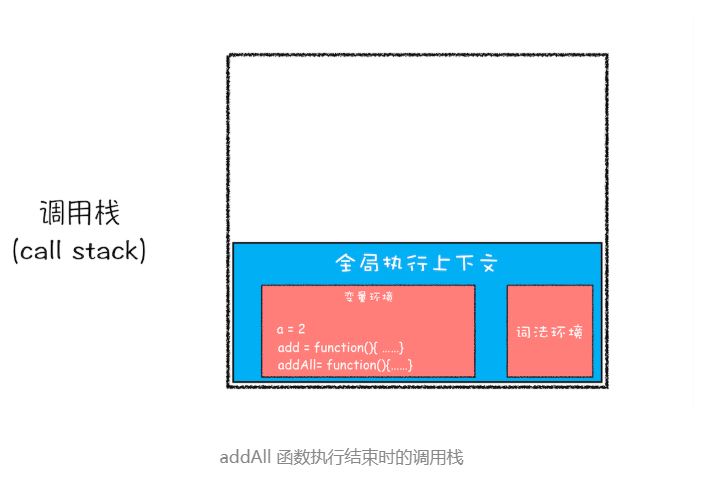 调用栈
(call stack)
全局执行上下文
变量环境
a = 2
add = function(){ ......}
addAll= function(){......}
词法环境
addAll 函数执行结束时的调用栈